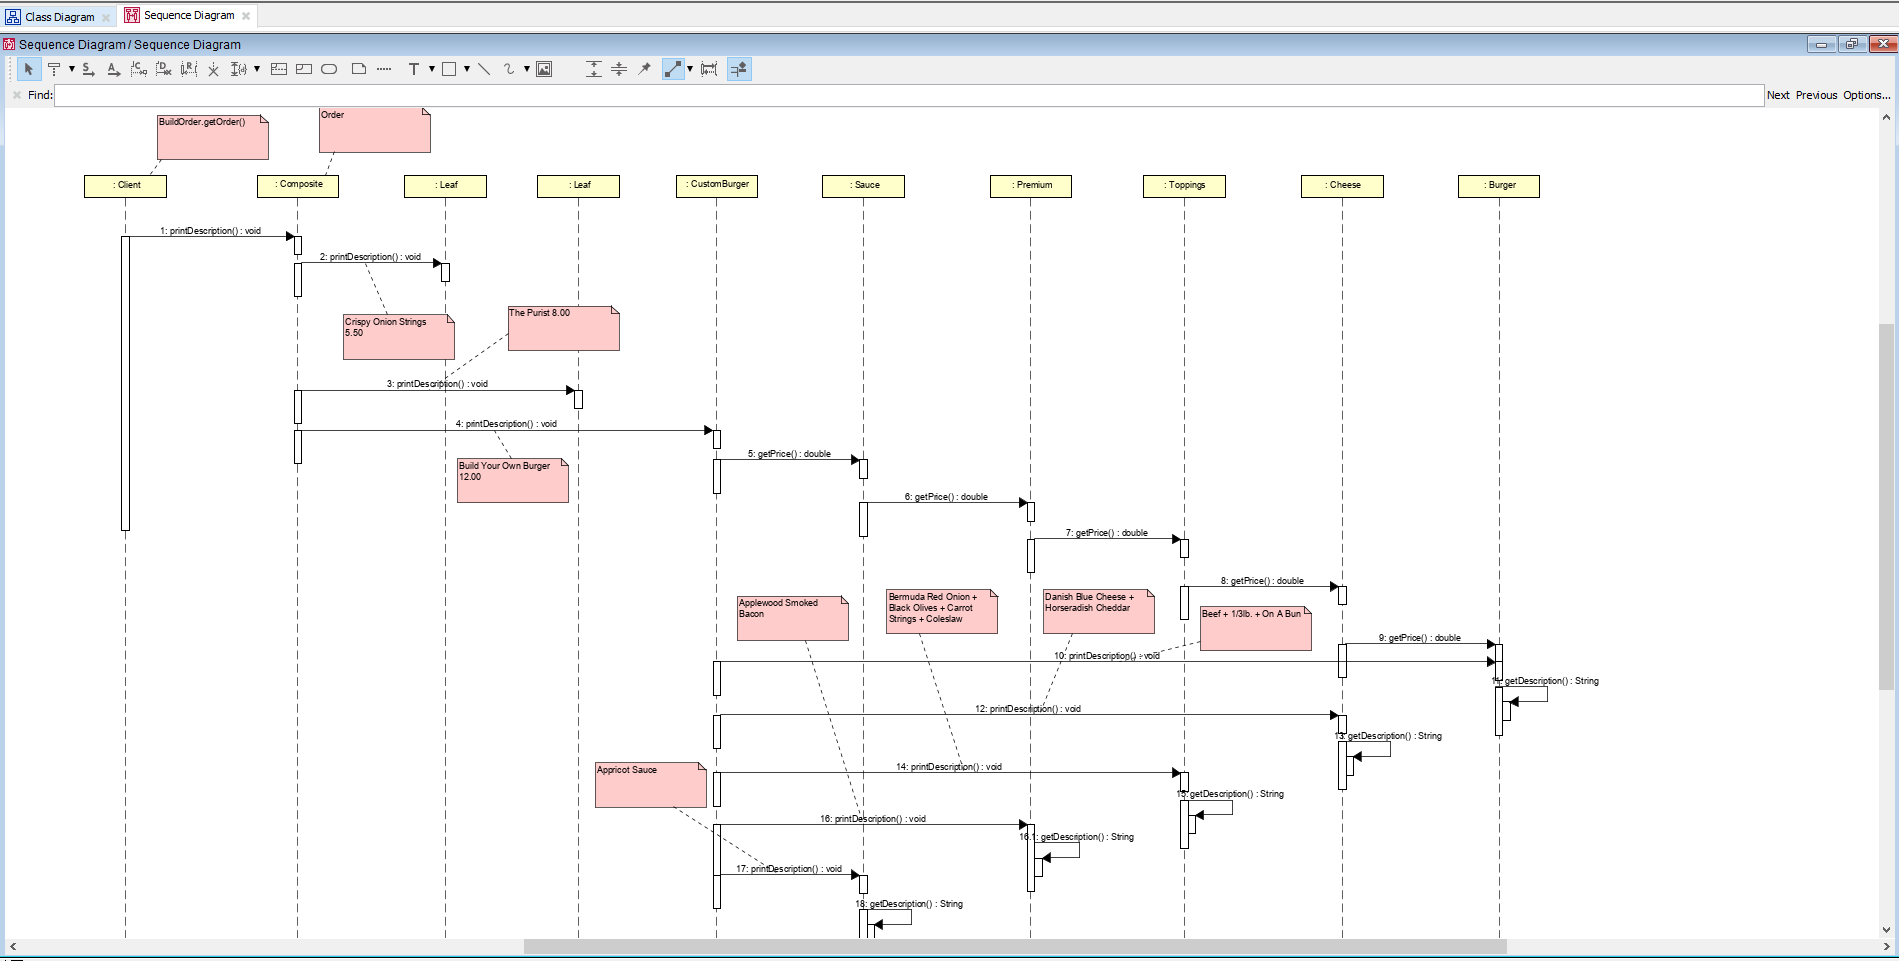 Class Diagram
Sequence Diagram
Sequence Diagram / Sequence Diagram
Find:
Next Previous Options...
BuildOrder.getOrder()
Order
: Client
: Composite
: Leaf
: Leaf
: CustomBurger
: Sauce
: Premium
: Toppings
: Cheese
: Burger
1: printDescription() : void
2: printDescription() : void
Crispy Onion Strings
5.50
The Purist 8.00
3: printDescription() : void
4: printDescription() : void
Build Your Own Burger
12.00
5: getPrice() : double
6: getPrice() : double
7: getPrice() : double
8: getPrice() : double
Applewood Smoked
Bacon
Bermuda Red Onion +
Black Olives + Carrot
Strings + Coleslaw
Danish Blue Cheese +
Horseradish Cheddar
Beef + 1/3lb. + On A Bun
9: getPrice() : double
10: printDescription() : void
11: getDescription() : String
12: printDescription() : void
13: getDescription() : String
Appricot Sauce
14: printDescription() : void
15: getDescription() : String
16: printDescription() : void
16.1: getDescription() : String
17: printDescription() : void
18: getDescription() : String